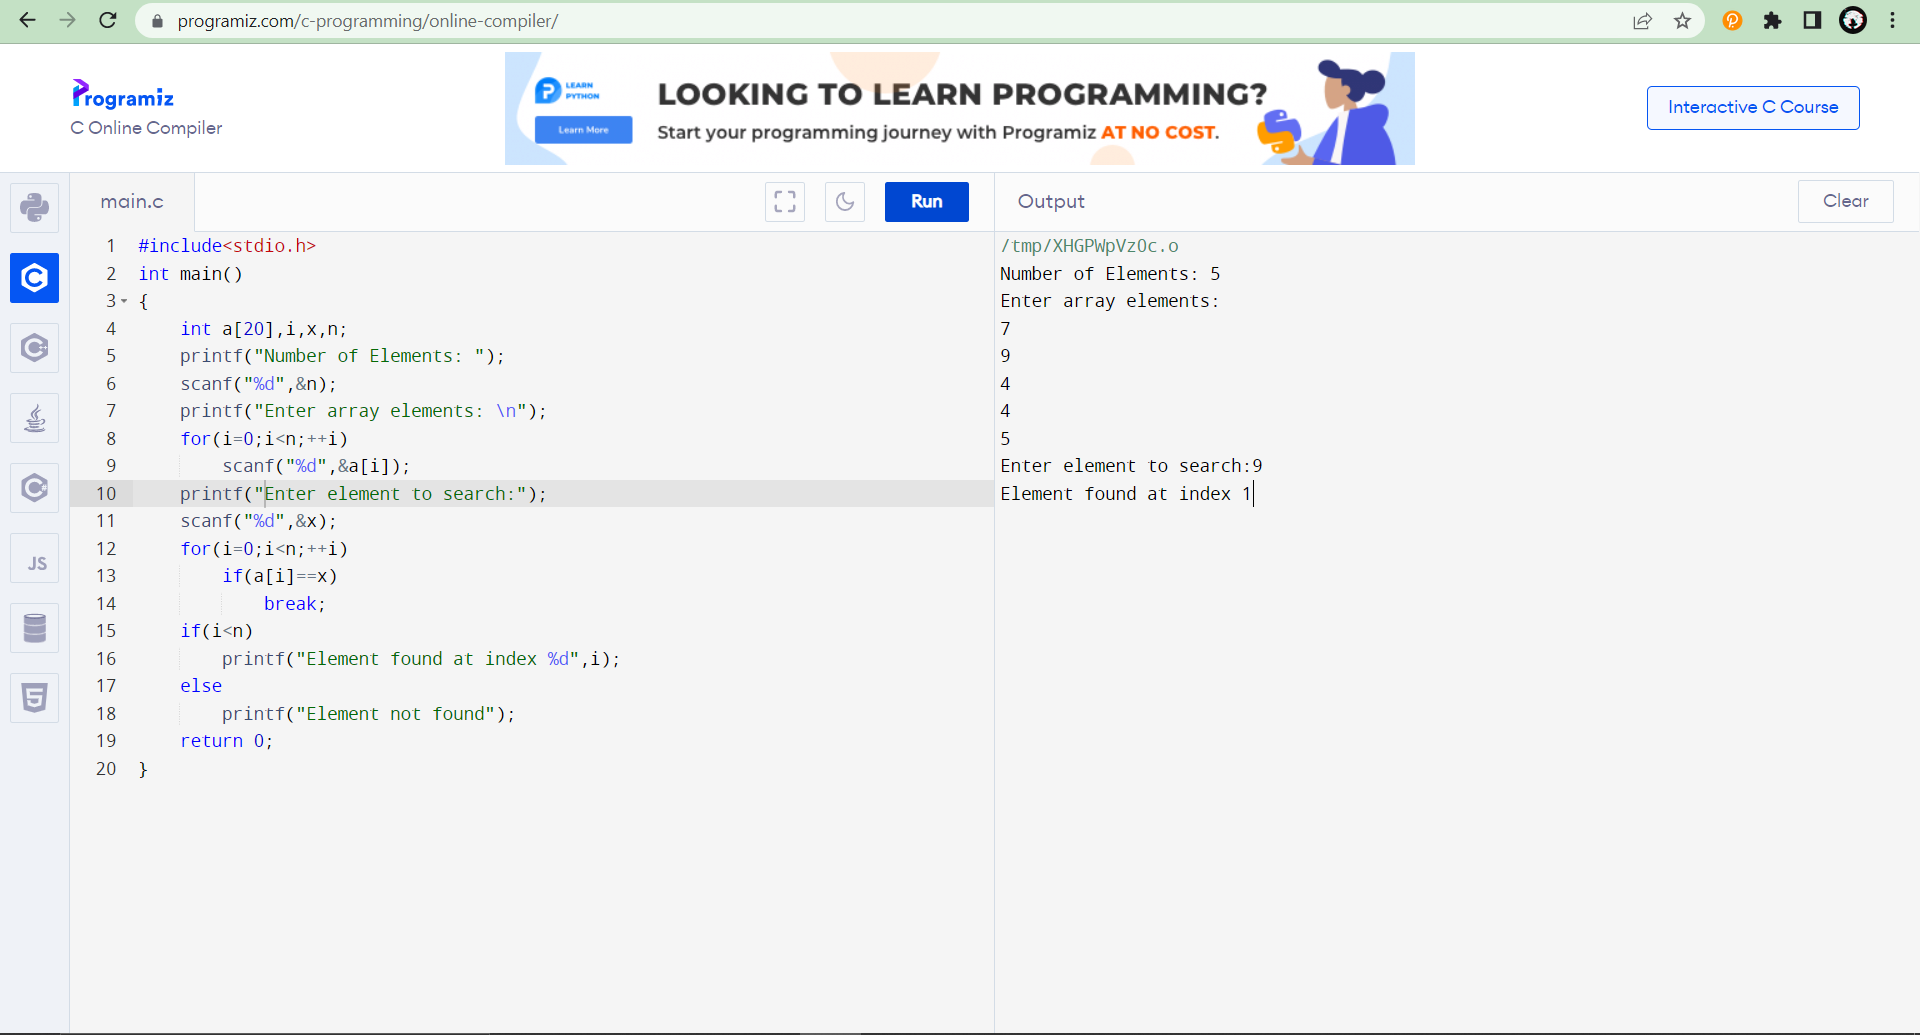 programiz.com/c-programming/online-compiler/
Programiz
C Online Compiler
LEARN
PYTHON
Learn More
LOOKING TO LEARN PROGRAMMING?
Start your programming journey with Programiz AT NO COST.
Interactive C Course
main.c
Run
Output
Clear
1 #include<stdio.h>
2 int main()
3 {
4 int a[20],i,x,n;
5 printf("Number of Elements: ");
6 scanf("%d",&n);
7 printf("Enter array elements: \n");
8 for(i=0;i<n;++i)
9 scanf("%d",&a[i]);
10 printf("Enter element to search:");
11 scanf("%d",&x);
12 for(i=0;i<n;++i)
13 if(a[i]==x)
14 break;
15 if(i<n)
16 printf("Element found at index %d",i);
17 else
18 printf("Element not found");
19 return 0;
20 }
/tmp/XHGPWpVzOc.o
Number of Elements: 5
Enter array elements:
7
9
4
4
5
Enter element to search:9
Element found at index 1
JS